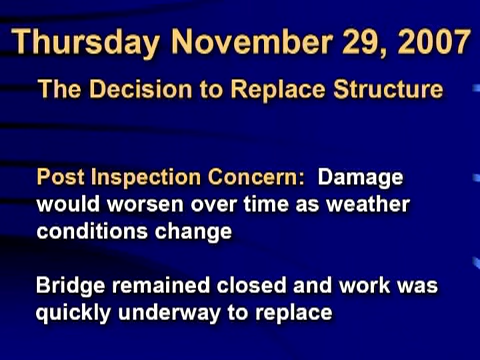 Thursday November 29, 2007
The Decision to Replace Structure
Post Inspection Concern:  Damage
would worsen over time as weather
conditions change
Bridge remained closed and work was
quickly underway to replace